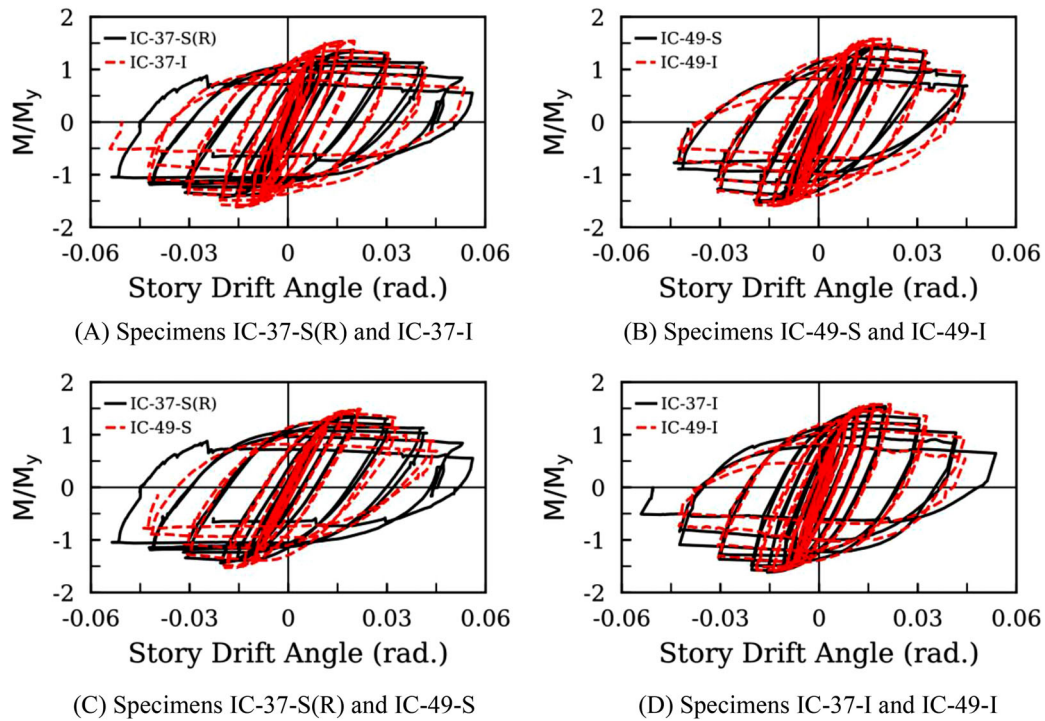 2
1
0
-1
-2
M/My
IC-37-S(R)
IC-37-I
-0.06
-0.03
0
0.03
0.06
Story Drift Angle (rad.)
(A) Specimens IC-37-S(R) and IC-37-I
2
1
0
-1
-2
M/My
IC-49-S
IC-49-I
-0.06
-0.03
0
0.03
0.06
Story Drift Angle (rad.)
(B) Specimens IC-49-S and IC-49-I
2
1
0
-1
-2
M/My
IC-37-S(R)
IC-49-S
-0.06
-0.03
0
0.03
0.06
Story Drift Angle (rad.)
(C) Specimens IC-37-S(R) and IC-49-S
2
1
0
-1
-2
M/My
IC-37-I
IC-49-I
-0.06
-0.03
0
0.03
0.06
Story Drift Angle (rad.)
(D) Specimens IC-37-I and IC-49-I